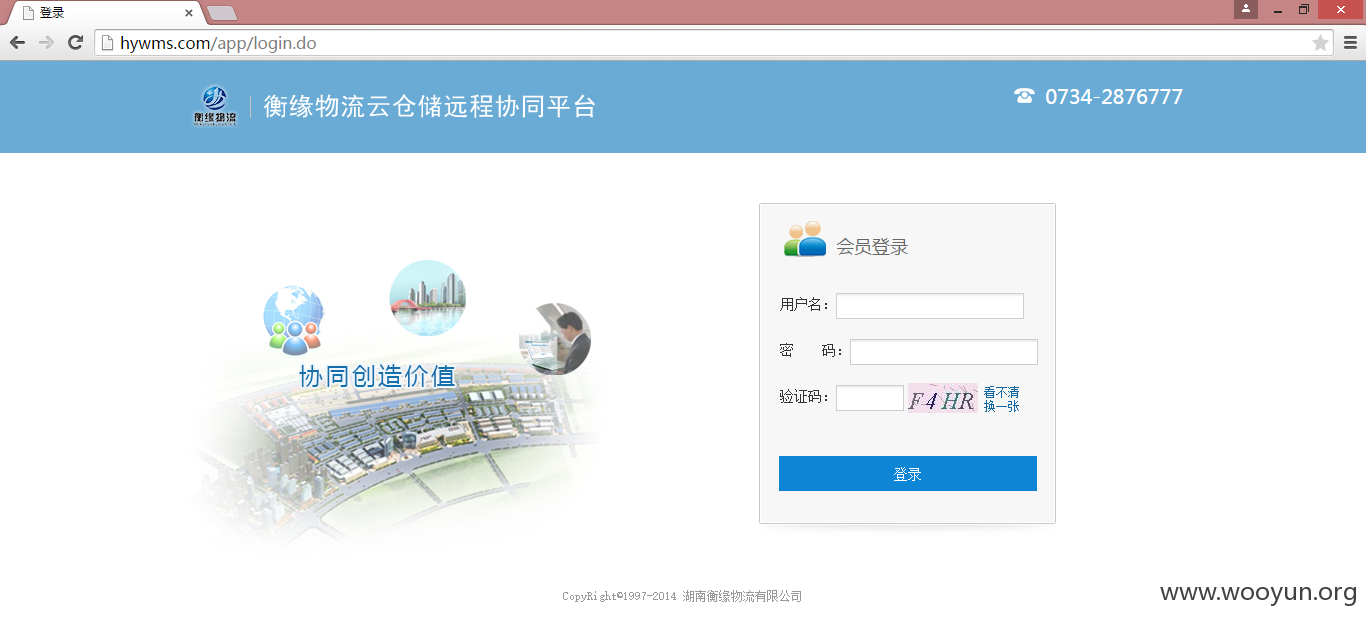 登录
hywms.com/app/login.do
衡缘物流
衡缘物流云仓储远程协同平台
0734-2876777
会员登录
用户名：
密 码：
验证码：
F4HR
看不清
换一张
登录
协同创造价值
CopyRight©1997-2014 湖南衡缘物流有限公司
www.wooyun.org